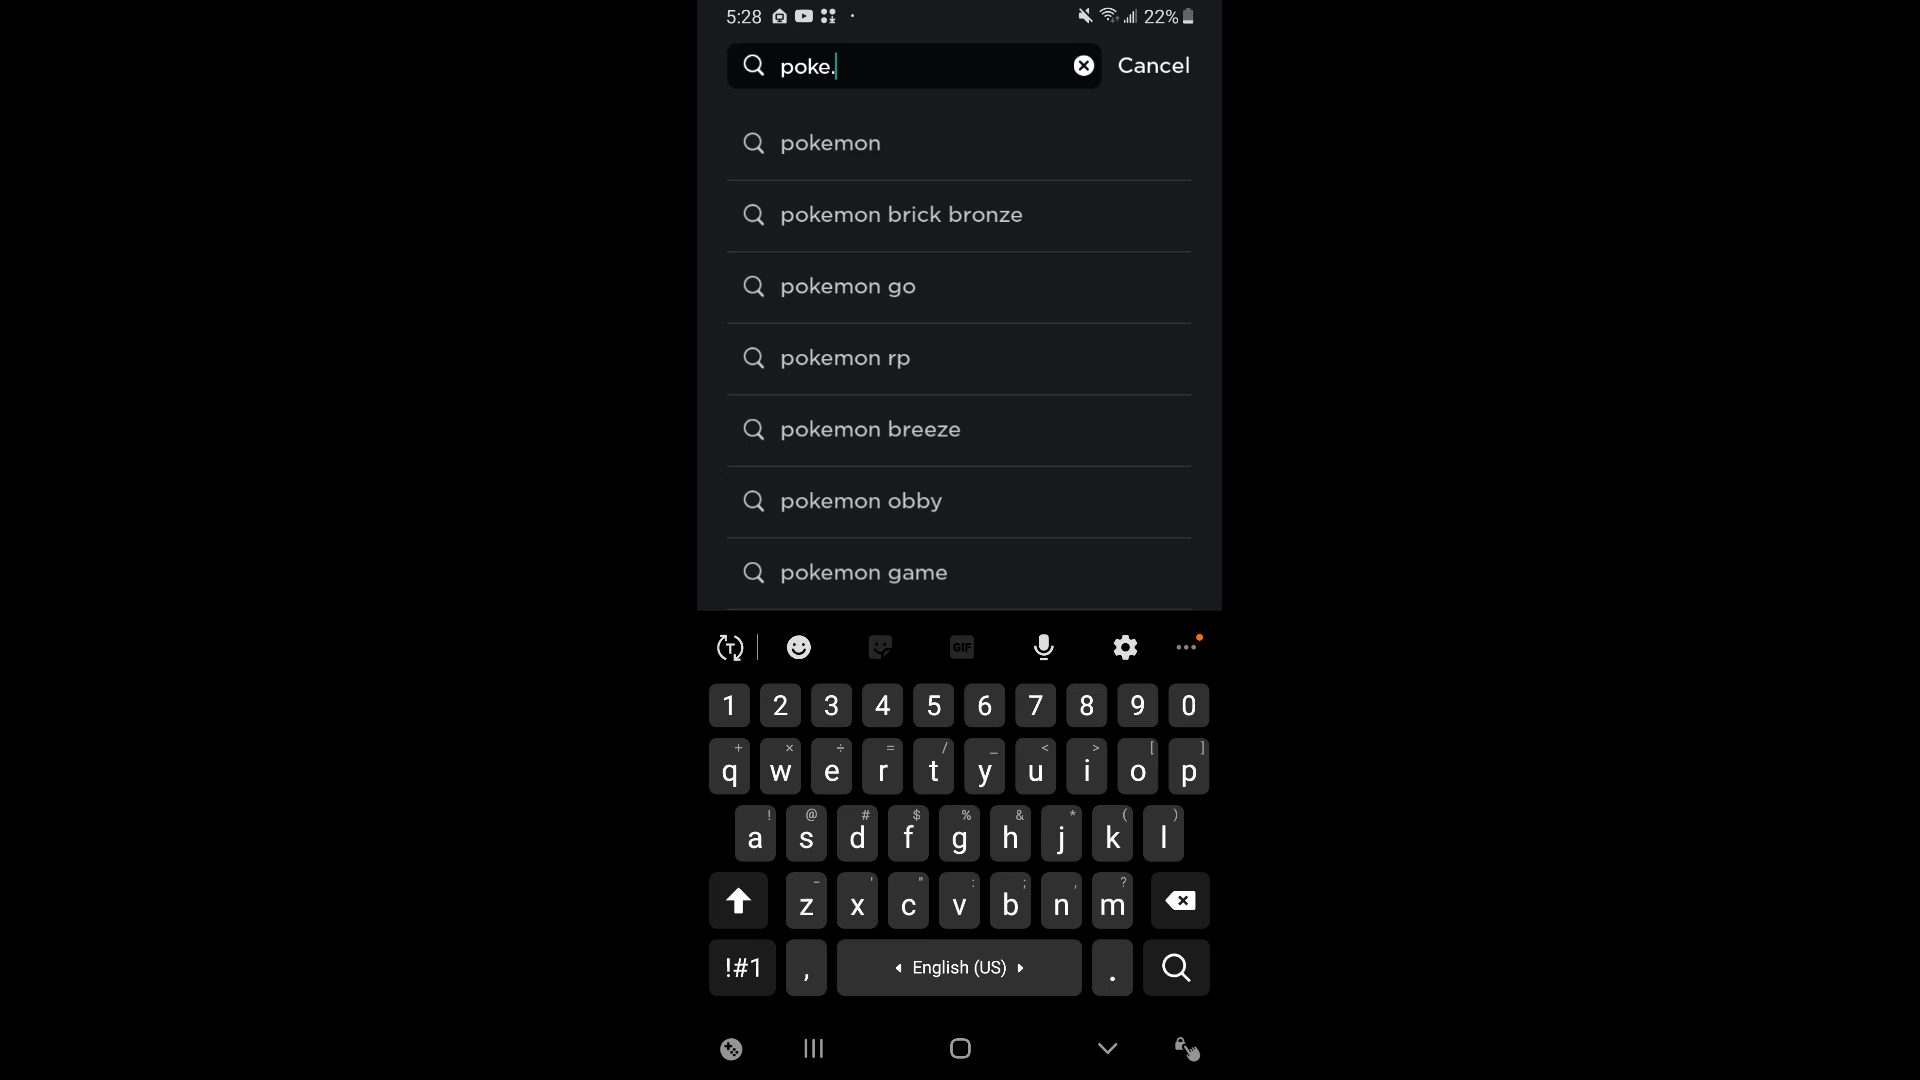 5:28 22%
poke. Cancel
pokemon
pokemon brick bronze
pokemon go
pokemon rp
pokemon breeze
pokemon obby
pokemon game
T GIF
1 2 3 4 5 6 7 8 9 0
+ × ÷ = / _ < > [ ]
q w e r t y u i o p
! @ # $ % & * ( )
a s d f g h j k l
- ' " : ; , ?
z x c v b n m
!#1 , English (US) .